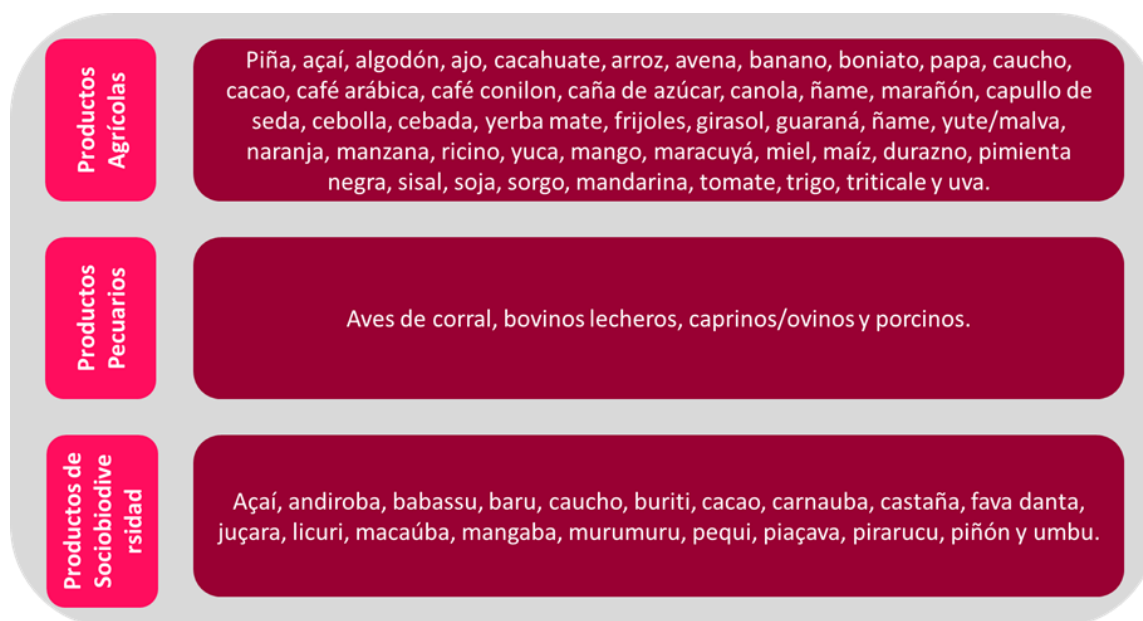 Productos
Agrícolas
Piña, açaí, algodón, ajo, cacahuate, arroz, avena, banano, boniato, papa, caucho,
cacao, café arábica, café conilon, caña de azúcar, canola, ñame, marañón, capullo de
seda, cebolla, cebada, yerba mate, frijoles, girasol, guaraná, ñame, yute/malva,
naranja, manzana, ricino, yuca, mango, maracuyá, miel, maíz, durazno, pimienta
negra, sisal, soja, sorgo, mandarina, tomate, trigo, triticale y uva.
Productos
Pecuarios
Aves de corral, bovinos lecheros, caprinos/ovinos y porcinos.
Productos de
Sociobiodive
rsidad
Açaí, andiroba, babassu, baru, caucho, buriti, cacao, carnauba, castaña, fava danta,
juçara, licuri, macaúba, mangaba, murumuru, pequi, piaçava, pirarucu, piñón y umbu.